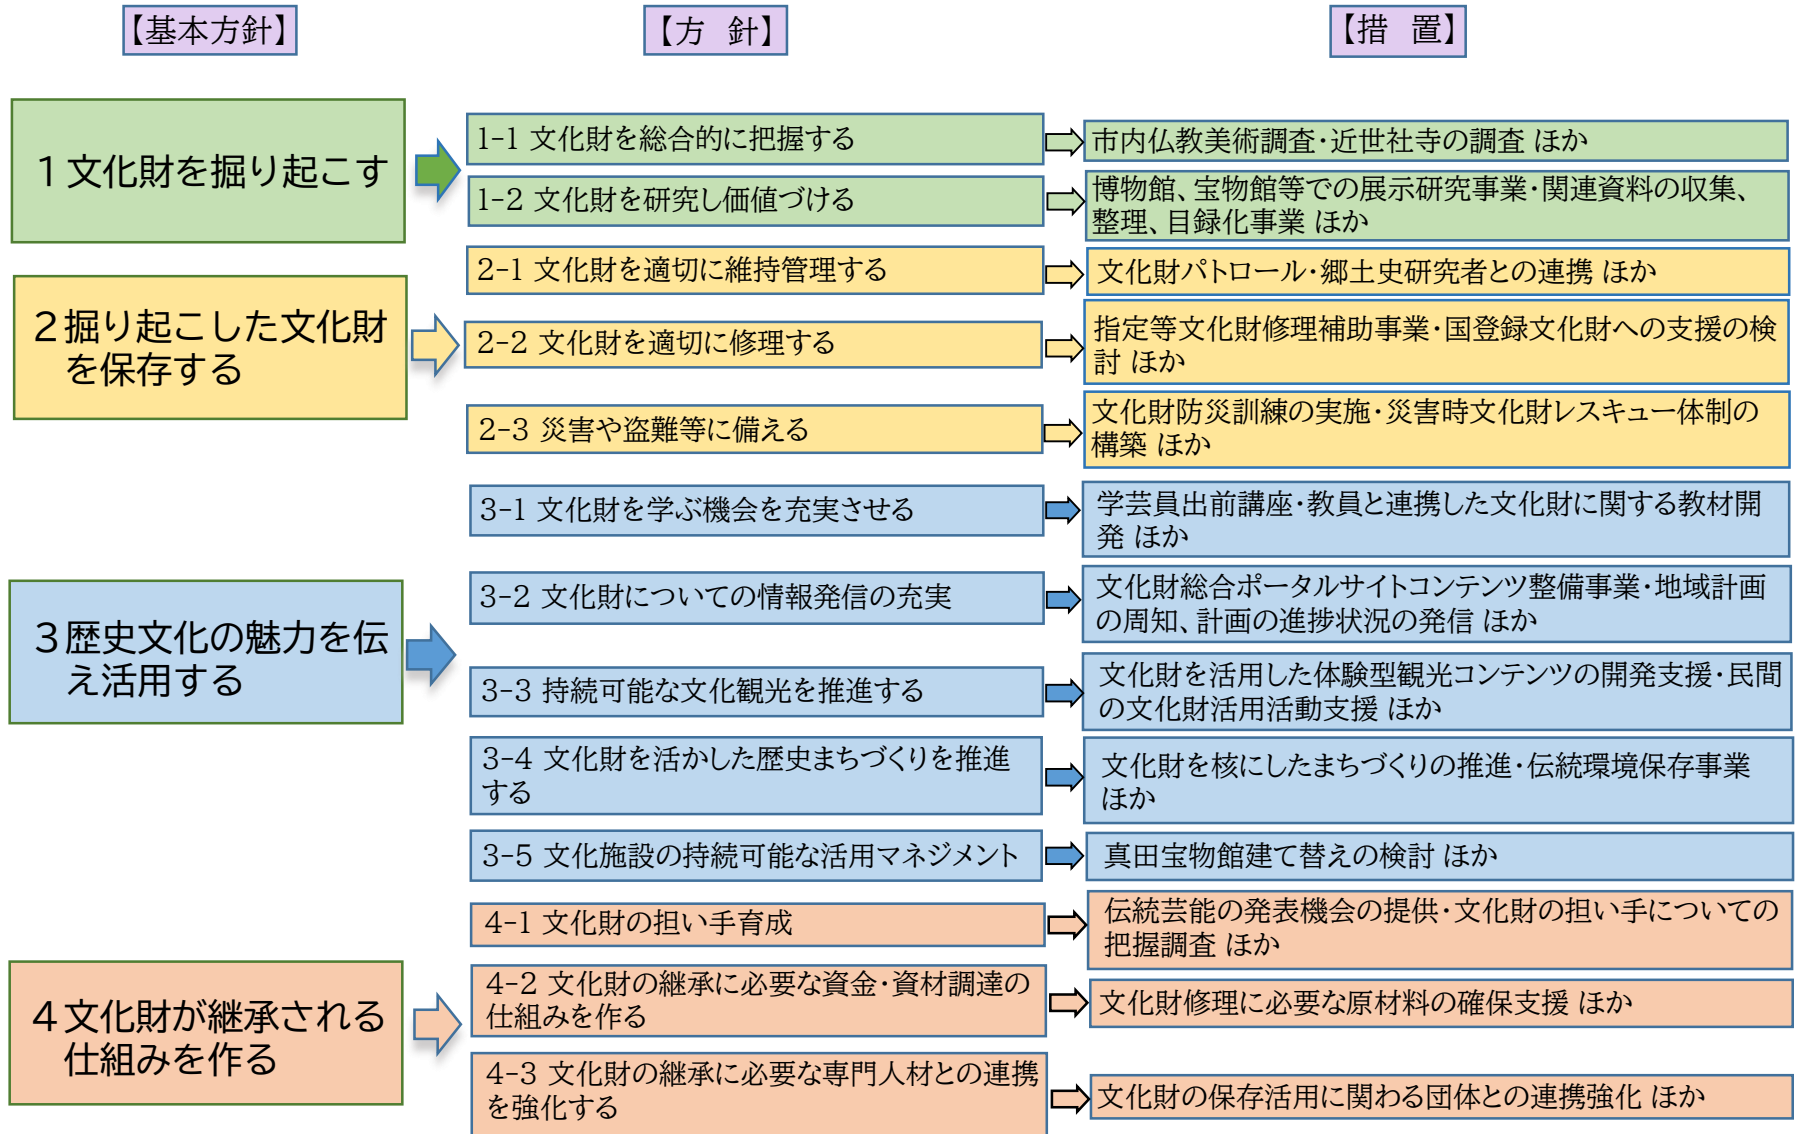 【基本方針】
【方　針】
【措　置】
１文化財を掘り起こす
1-1 文化財を総合的に把握する
市内仏教美術調査・近世社寺の調査 ほか
1-2 文化財を研究し価値づける
博物館、宝物館等での展示研究事業・関連資料の収集、
整理、目録化事業 ほか
２掘り起こした文化財
を保存する
2-1 文化財を適切に維持管理する
文化財パトロール・郷土史研究者との連携 ほか
2-2 文化財を適切に修理する
指定等文化財修理補助事業・国登録文化財への支援の検
討 ほか
2-3 災害や盗難等に備える
文化財防災訓練の実施・災害時文化財レスキュー体制の
構築 ほか
３歴史文化の魅力を伝
え活用する
3-1 文化財を学ぶ機会を充実させる
学芸員出前講座・教員と連携した文化財に関する教材開
発 ほか
3-2 文化財についての情報発信の充実
文化財総合ポータルサイトコンテンツ整備事業・地域計画
の周知、計画の進捗状況の発信 ほか
3-3 持続可能な文化観光を推進する
文化財を活用した体験型観光コンテンツの開発支援・民間
の文化財活用活動支援 ほか
3-4 文化財を活かした歴史まちづくりを推進
する
文化財を核にしたまちづくりの推進・伝統環境保存事業
ほか
3-5 文化施設の持続可能な活用マネジメント
真田宝物館建て替えの検討 ほか
４文化財が継承される
仕組みを作る
4-1 文化財の担い手育成
伝統芸能の発表機会の提供・文化財の担い手についての
把握調査 ほか
4-2 文化財の継承に必要な資金・資材調達の
仕組みを作る
文化財修理に必要な原材料の確保支援 ほか
4-3 文化財の継承に必要な専門人材との連携
を強化する
文化財の保存活用に関わる団体との連携強化 ほか